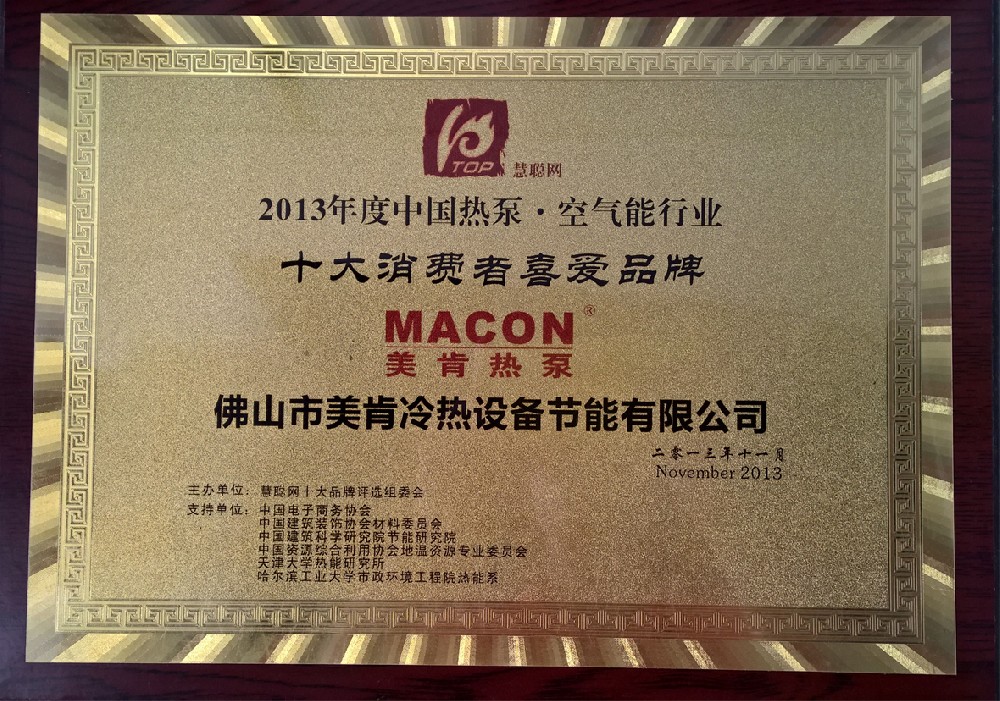 TOP 慧聪网
2013年度中国热泵·空气能行业
十大消费者喜爱品牌
MACON®
美肯热泵
佛山市美肯冷热设备节能有限公司
二零一三年十一月
November 2013
主办单位：慧聪网十大品牌评选组委会
支持单位：中国电子商务协会
中国建筑装饰协会材料委员会
中国建筑科学研究院节能研究院
中国资源综合利用协会地温资源专业委员会
天津大学热能研究所
哈尔滨工业大学市政环境工程院热能系